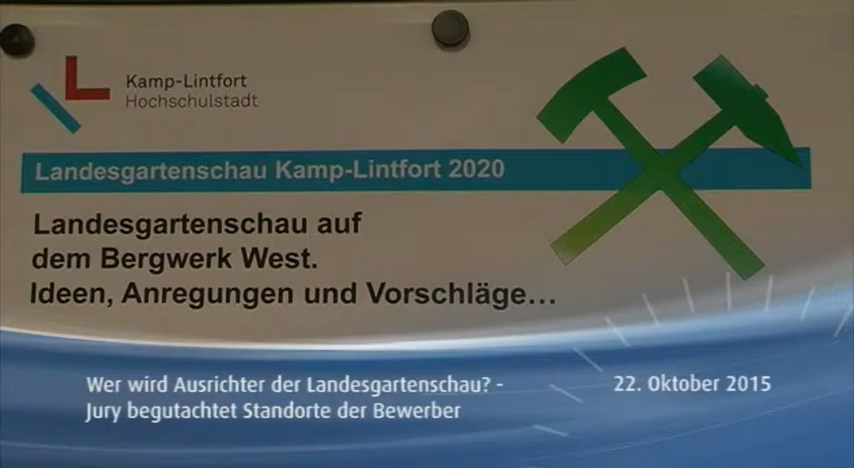 Kamp-Lintfort
Hochschulstadt
Landesgartenschau Kamp-Lintfort 2020
Landesgartenschau auf
dem Bergwerk West.
Ideen, Anregungen und Vorschläge...
Wer wird Ausrichter der Landesgartenschau? -
Jury begutachtet Standorte der Bewerber
22. Oktober 2015